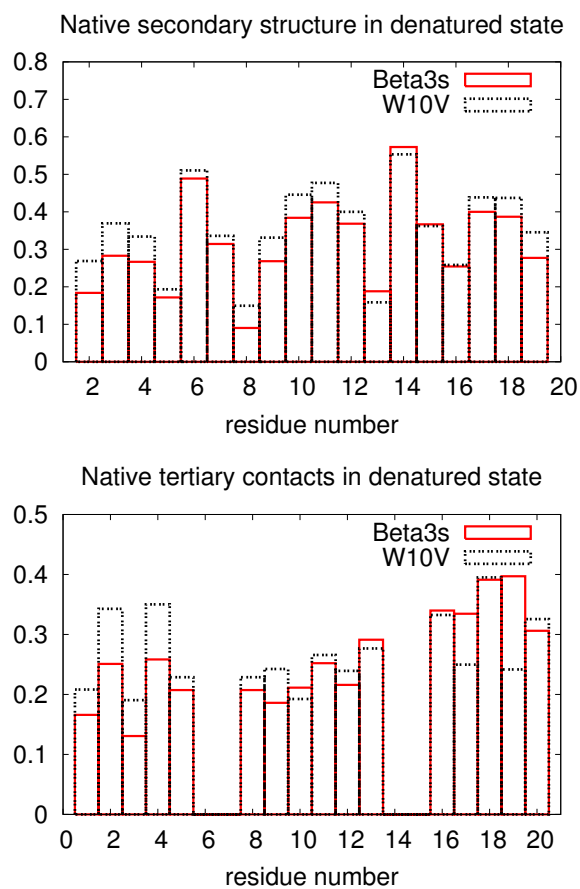 Native secondary structure in denatured state
0.8
0.7
0.6
0.5
0.4
0.3
0.2
0.1
0
Beta3s
W10V
2 4 6 8 10 12 14 16 18 20
residue number
Native tertiary contacts in denatured state
0.5
0.4
0.3
0.2
0.1
0
Beta3s
W10V
0 2 4 6 8 10 12 14 16 18 20
residue number